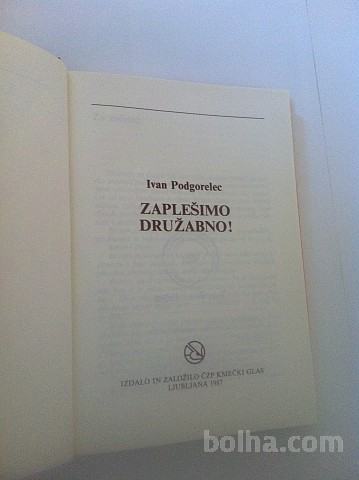 Ivan Podgorelec
ZAPLEŠIMO
DRUŽABNO!
IZDALO IN ZALOŽILO ČZP KMEČKI GLAS
LJUBLJANA 1987
bolha.com